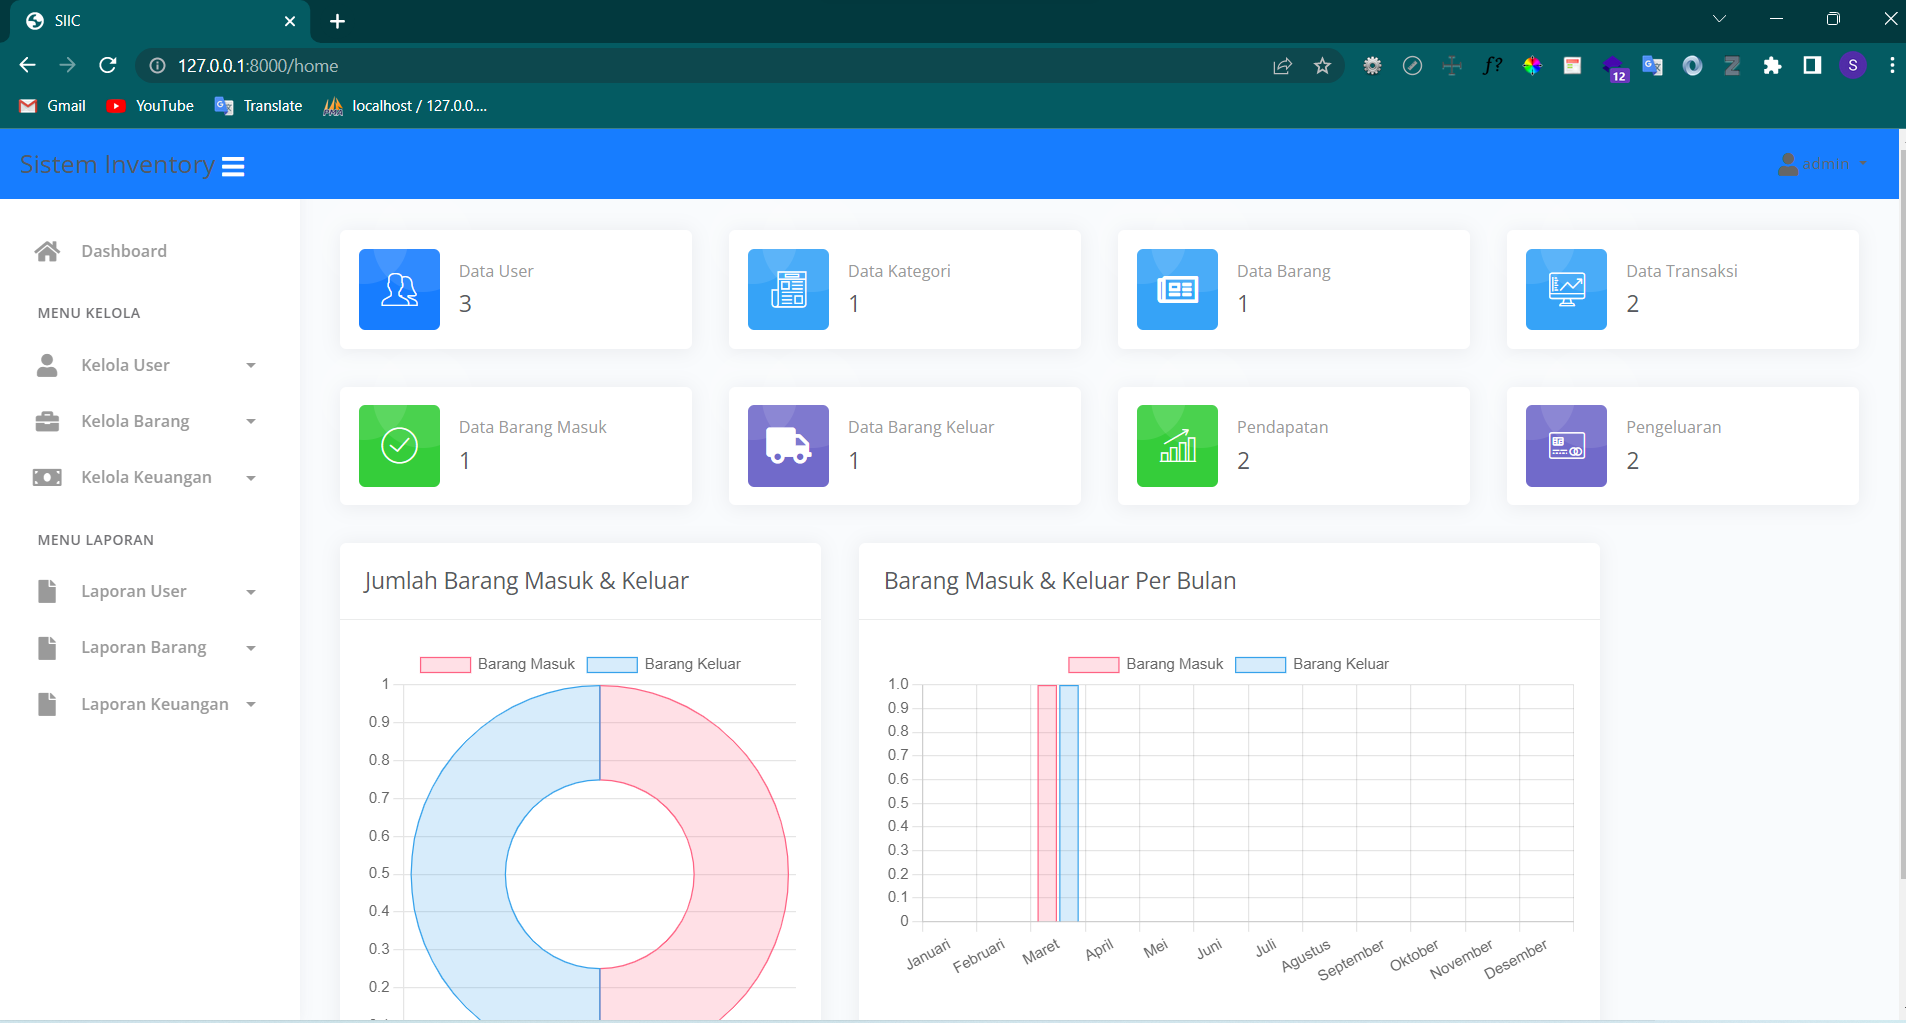 SIIC
127.0.0.1:8000/home
12
S
Gmail
YouTube
Translate
localhost / 127.0.0....
Sistem Inventory
admin
Dashboard
MENU KELOLA
Kelola User
Kelola Barang
Kelola Keuangan
MENU LAPORAN
Laporan User
Laporan Barang
Laporan Keuangan
Data User
3
Data Kategori
1
Data Barang
1
Data Transaksi
2
Data Barang Masuk
1
Data Barang Keluar
1
Pendapatan
2
Pengeluaran
2
Jumlah Barang Masuk & Keluar
Barang Masuk
Barang Keluar
1
0.9
0.8
0.7
0.6
0.5
0.4
0.3
0.2
Barang Masuk & Keluar Per Bulan
Barang Masuk
Barang Keluar
1.0
0.9
0.8
0.7
0.6
0.5
0.4
0.3
0.2
0.1
0
Januari
Februari
Maret
April
Mei
Juni
Juli
Agustus
September
Oktober
November
Desember